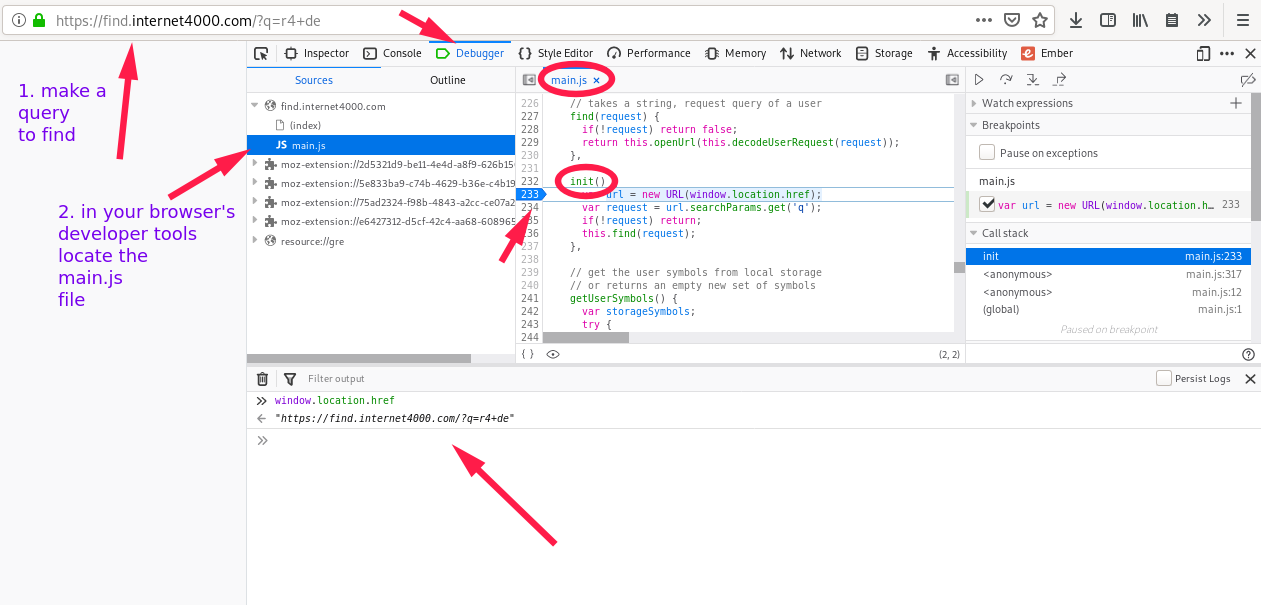 https://find.internet4000.com/?q=r4+de
Inspector Console Debugger Style Editor Performance Memory Network Storage Accessibility Ember
1. make a
query
to find
2. in your browser's
developer tools
locate the
main.js
file
Sources Outline
find.internet4000.com
(index)
JS main.js
moz-extension://2d5321d9-be11-4e4d-a8f9-626b15
moz-extension://5e833ba9-c74b-4629-b36e-c4b19
moz-extension://75ad2324-f98b-4843-a2cc-ce07a2
moz-extension://e6427312-d5cf-42c4-aa68-608965
resource://gre
main.js
226 // takes a string, request query of a user
227 find(request) {
228 if(!request) return false;
229 return this.openUrl(this.decodeUserRequest(request));
230 },
231
232 init()
233 var url = new URL(window.location.href);
234 var request = url.searchParams.get('q');
235 if(!request) return;
236 this.find(request);
237 },
238
239 // get the user symbols from local storage
240 // or returns an empty new set of symbols
241 getUserSymbols() {
242 var storageSymbols;
243 try {
244
{ } (2, 2)
Watch expressions
Breakpoints
Pause on exceptions
main.js
var url = new URL(window.location.h… 233
Call stack
init main.js:233
<anonymous> main.js:317
<anonymous> main.js:12
(global) main.js:1
Paused on breakpoint
Filter output Persist Logs
window.location.href
"https://find.internet4000.com/?q=r4+de"